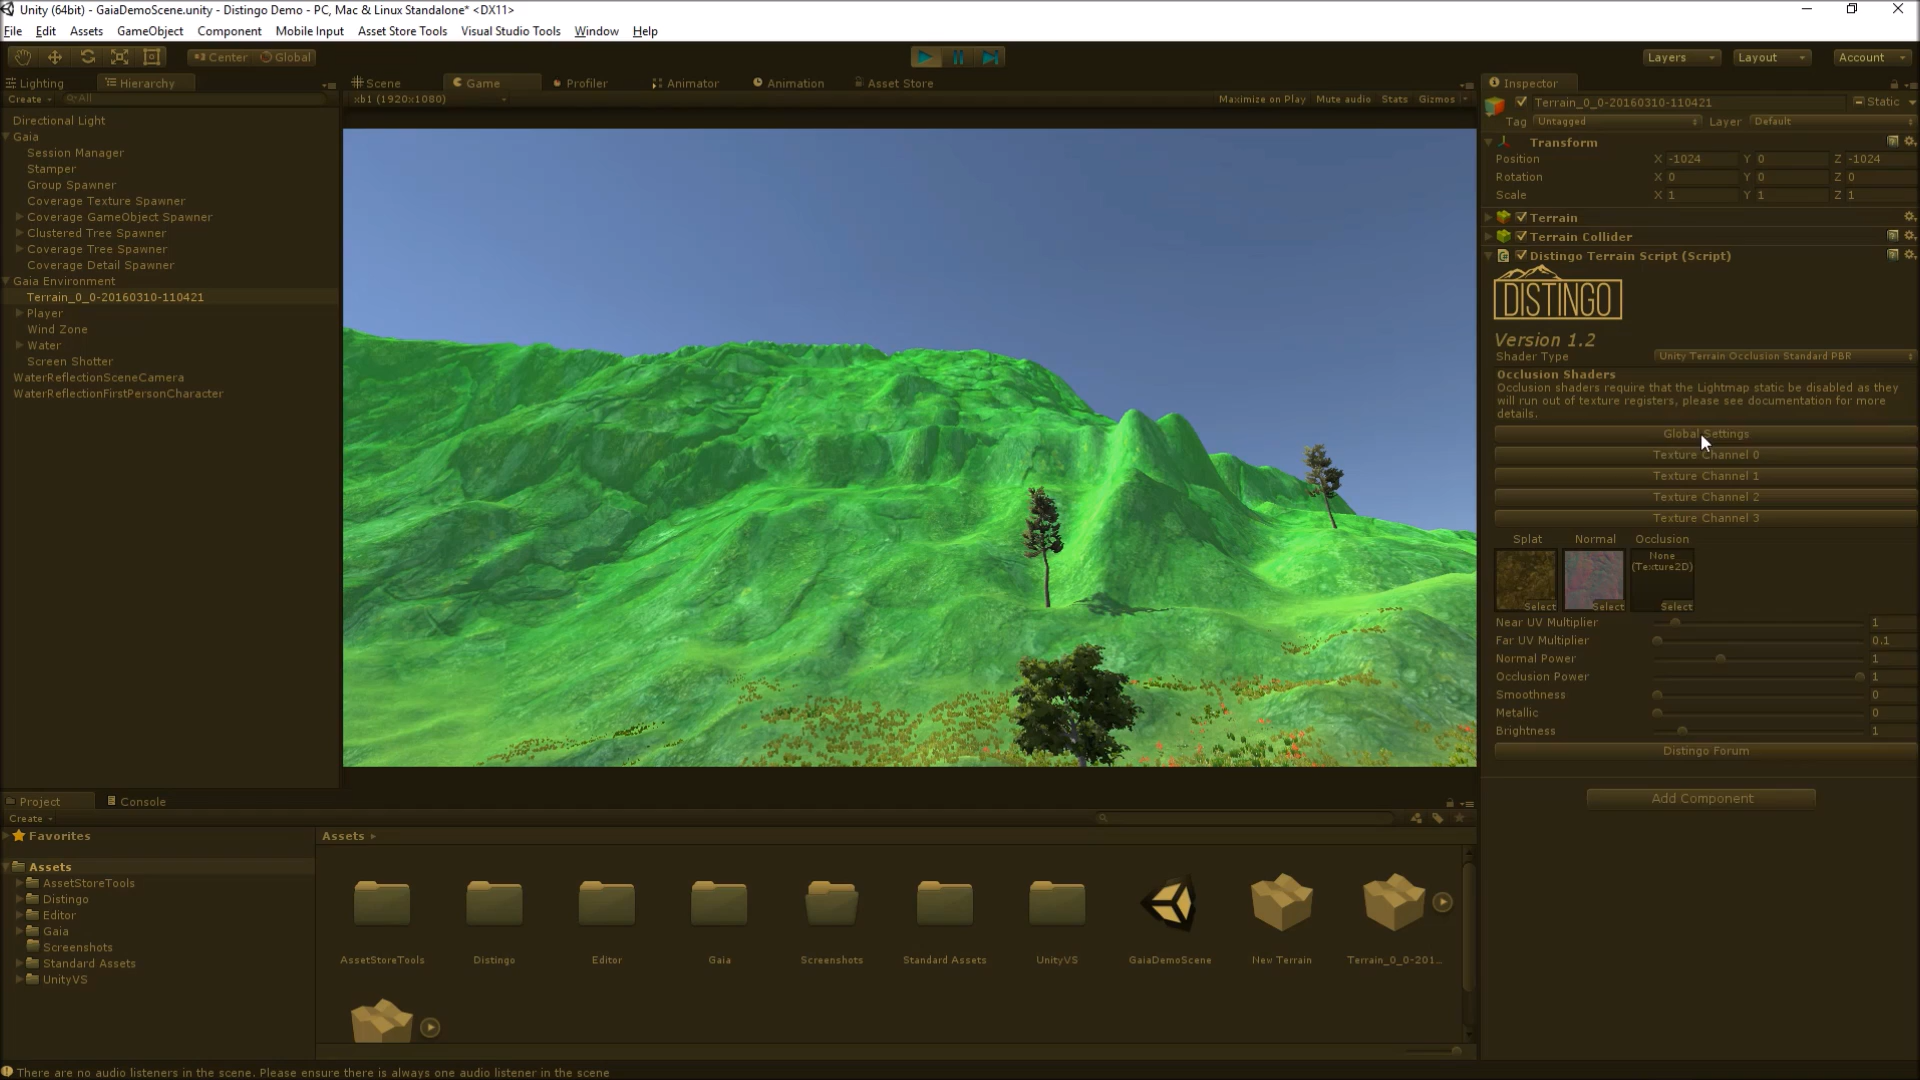 Unity (64bit) - GaiaDemoScene.unity - Distingo Demo - PC, Mac & Linux Standalone* <DX11>
File Edit Assets GameObject Component Mobile Input Asset Store Tools Visual Studio Tools Window Help
Center Global Layers Layout Account
Lighting Hierarchy Scene Game Profiler Animator Animation Asset Store Inspector
Create All xb1 (1920x1080) Maximize on Play Mute audio Stats Gizmos
Terrain_0_0-20160310-110421 Static
Tag Untagged Layer Default
Directional Light
Gaia
Session Manager
Stamper
Group Spawner
Coverage Texture Spawner
Coverage GameObject Spawner
Clustered Tree Spawner
Coverage Tree Spawner
Coverage Detail Spawner
Gaia Environment
Terrain_0_0-20160310-110421
Player
Wind Zone
Water
Screen Shotter
WaterReflectionSceneCamera
WaterReflectionFirstPersonCharacter
Transform
Position X -1024 Y 0 Z -1024
Rotation X 0 Y 0 Z 0
Scale X 1 Y 1 Z 1
Terrain
Terrain Collider
Distingo Terrain Script (Script)
DISTINGO
Version 1.2
Shader Type Unity Terrain Occlusion Standard PBR
Occlusion Shaders
Occlusion shaders require that the Lightmap static be disabled as they
will run out of texture registers, please see documentation for more
details.
Global Settings
Texture Channel 0
Texture Channel 1
Texture Channel 2
Texture Channel 3
Splat Normal Occlusion
None
(Texture2D)
Select Select Select
Near UV Multiplier 1
Far UV Multiplier 0.1
Normal Power 1
Occlusion Power 1
Smoothness 0
Metallic 0
Brightness 1
Distingo Forum
Add Component
Project Console
Create
Favorites
Assets
AssetStoreTools
Distingo
Editor
Gaia
Screenshots
Standard Assets
UnityVS
Assets
AssetStoreTools Distingo Editor Gaia Screenshots Standard Assets UnityVS GaiaDemoScene New Terrain Terrain_0_0-201...
There are no audio listeners in the scene. Please ensure there is always one audio listener in the scene